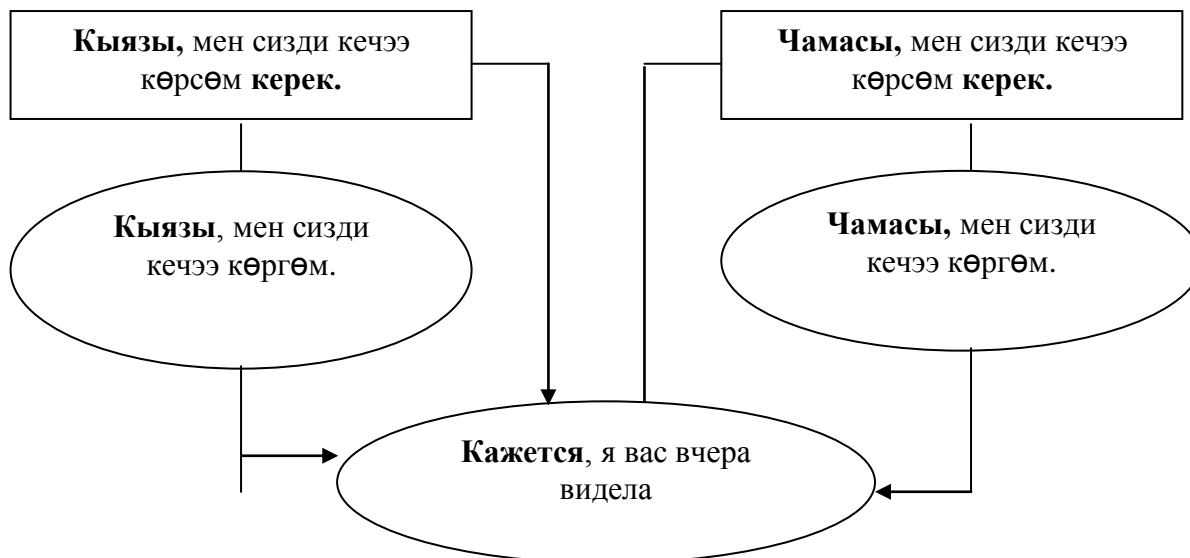 Кыязы, мен сизди кечээ
көрсөм керек.
Чамасы, мен сизди кечээ
көрсөм керек.
Кыязы, мен сизди
кечээ көргөм.
Чамасы, мен сизди
кечээ көргөм.
Кажется, я вас вчера
видела